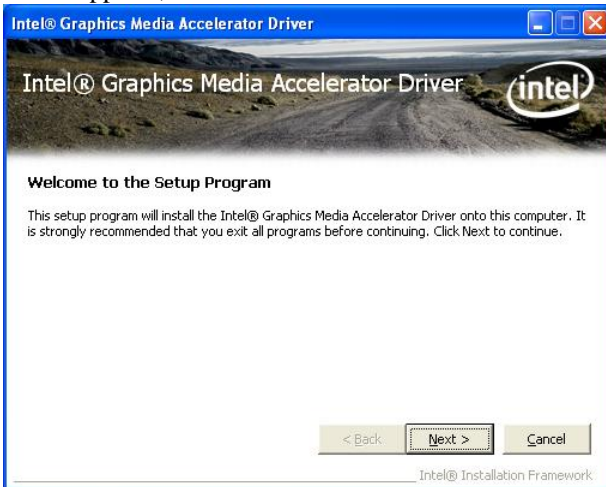 Intel® Graphics Media Accelerator Driver
Intel® Graphics Media Accelerator Driver
intel
Welcome to the Setup Program
This setup program will install the Intel® Graphics Media Accelerator Driver onto this computer. It
is strongly recommended that you exit all programs before continuing. Click Next to continue.
< Back Next > Cancel
Intel® Installation Framework